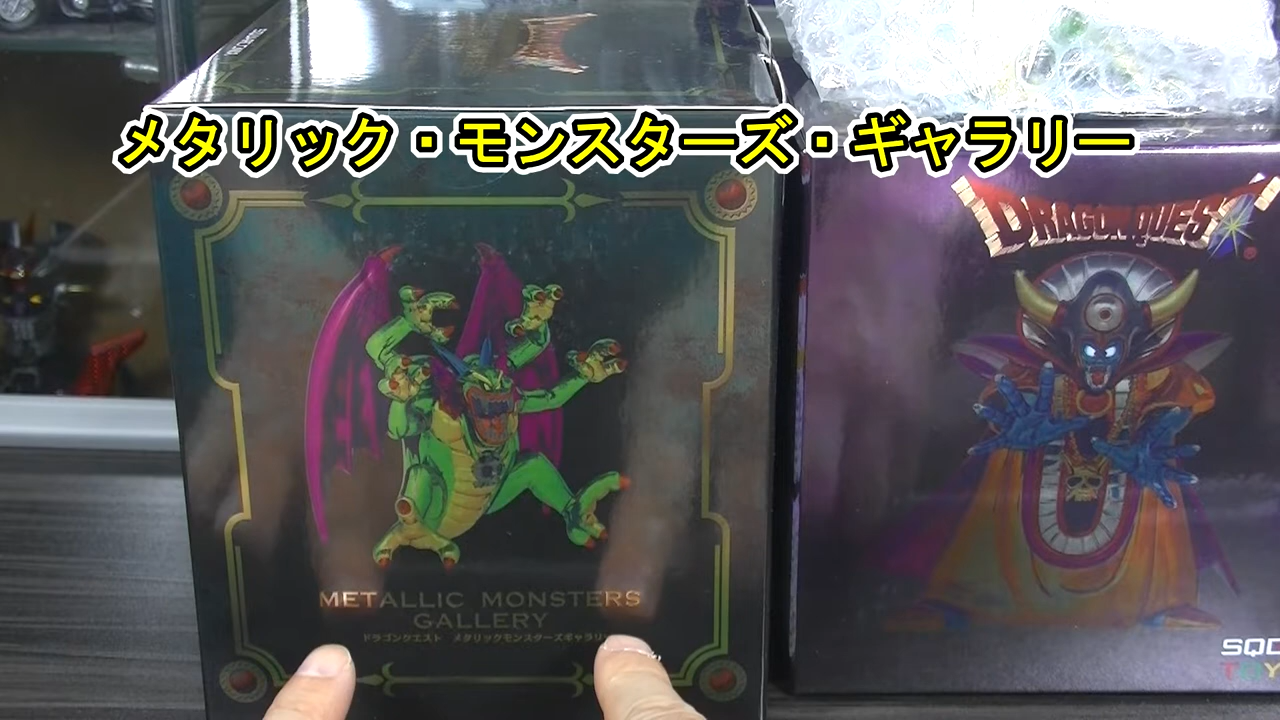 メタリック・モンスターズ・ギャラリー
DRAGON QUEST
METALLIC MONSTERS
GALLERY
ドラゴンクエスト メタリックモンスターズギャラリー